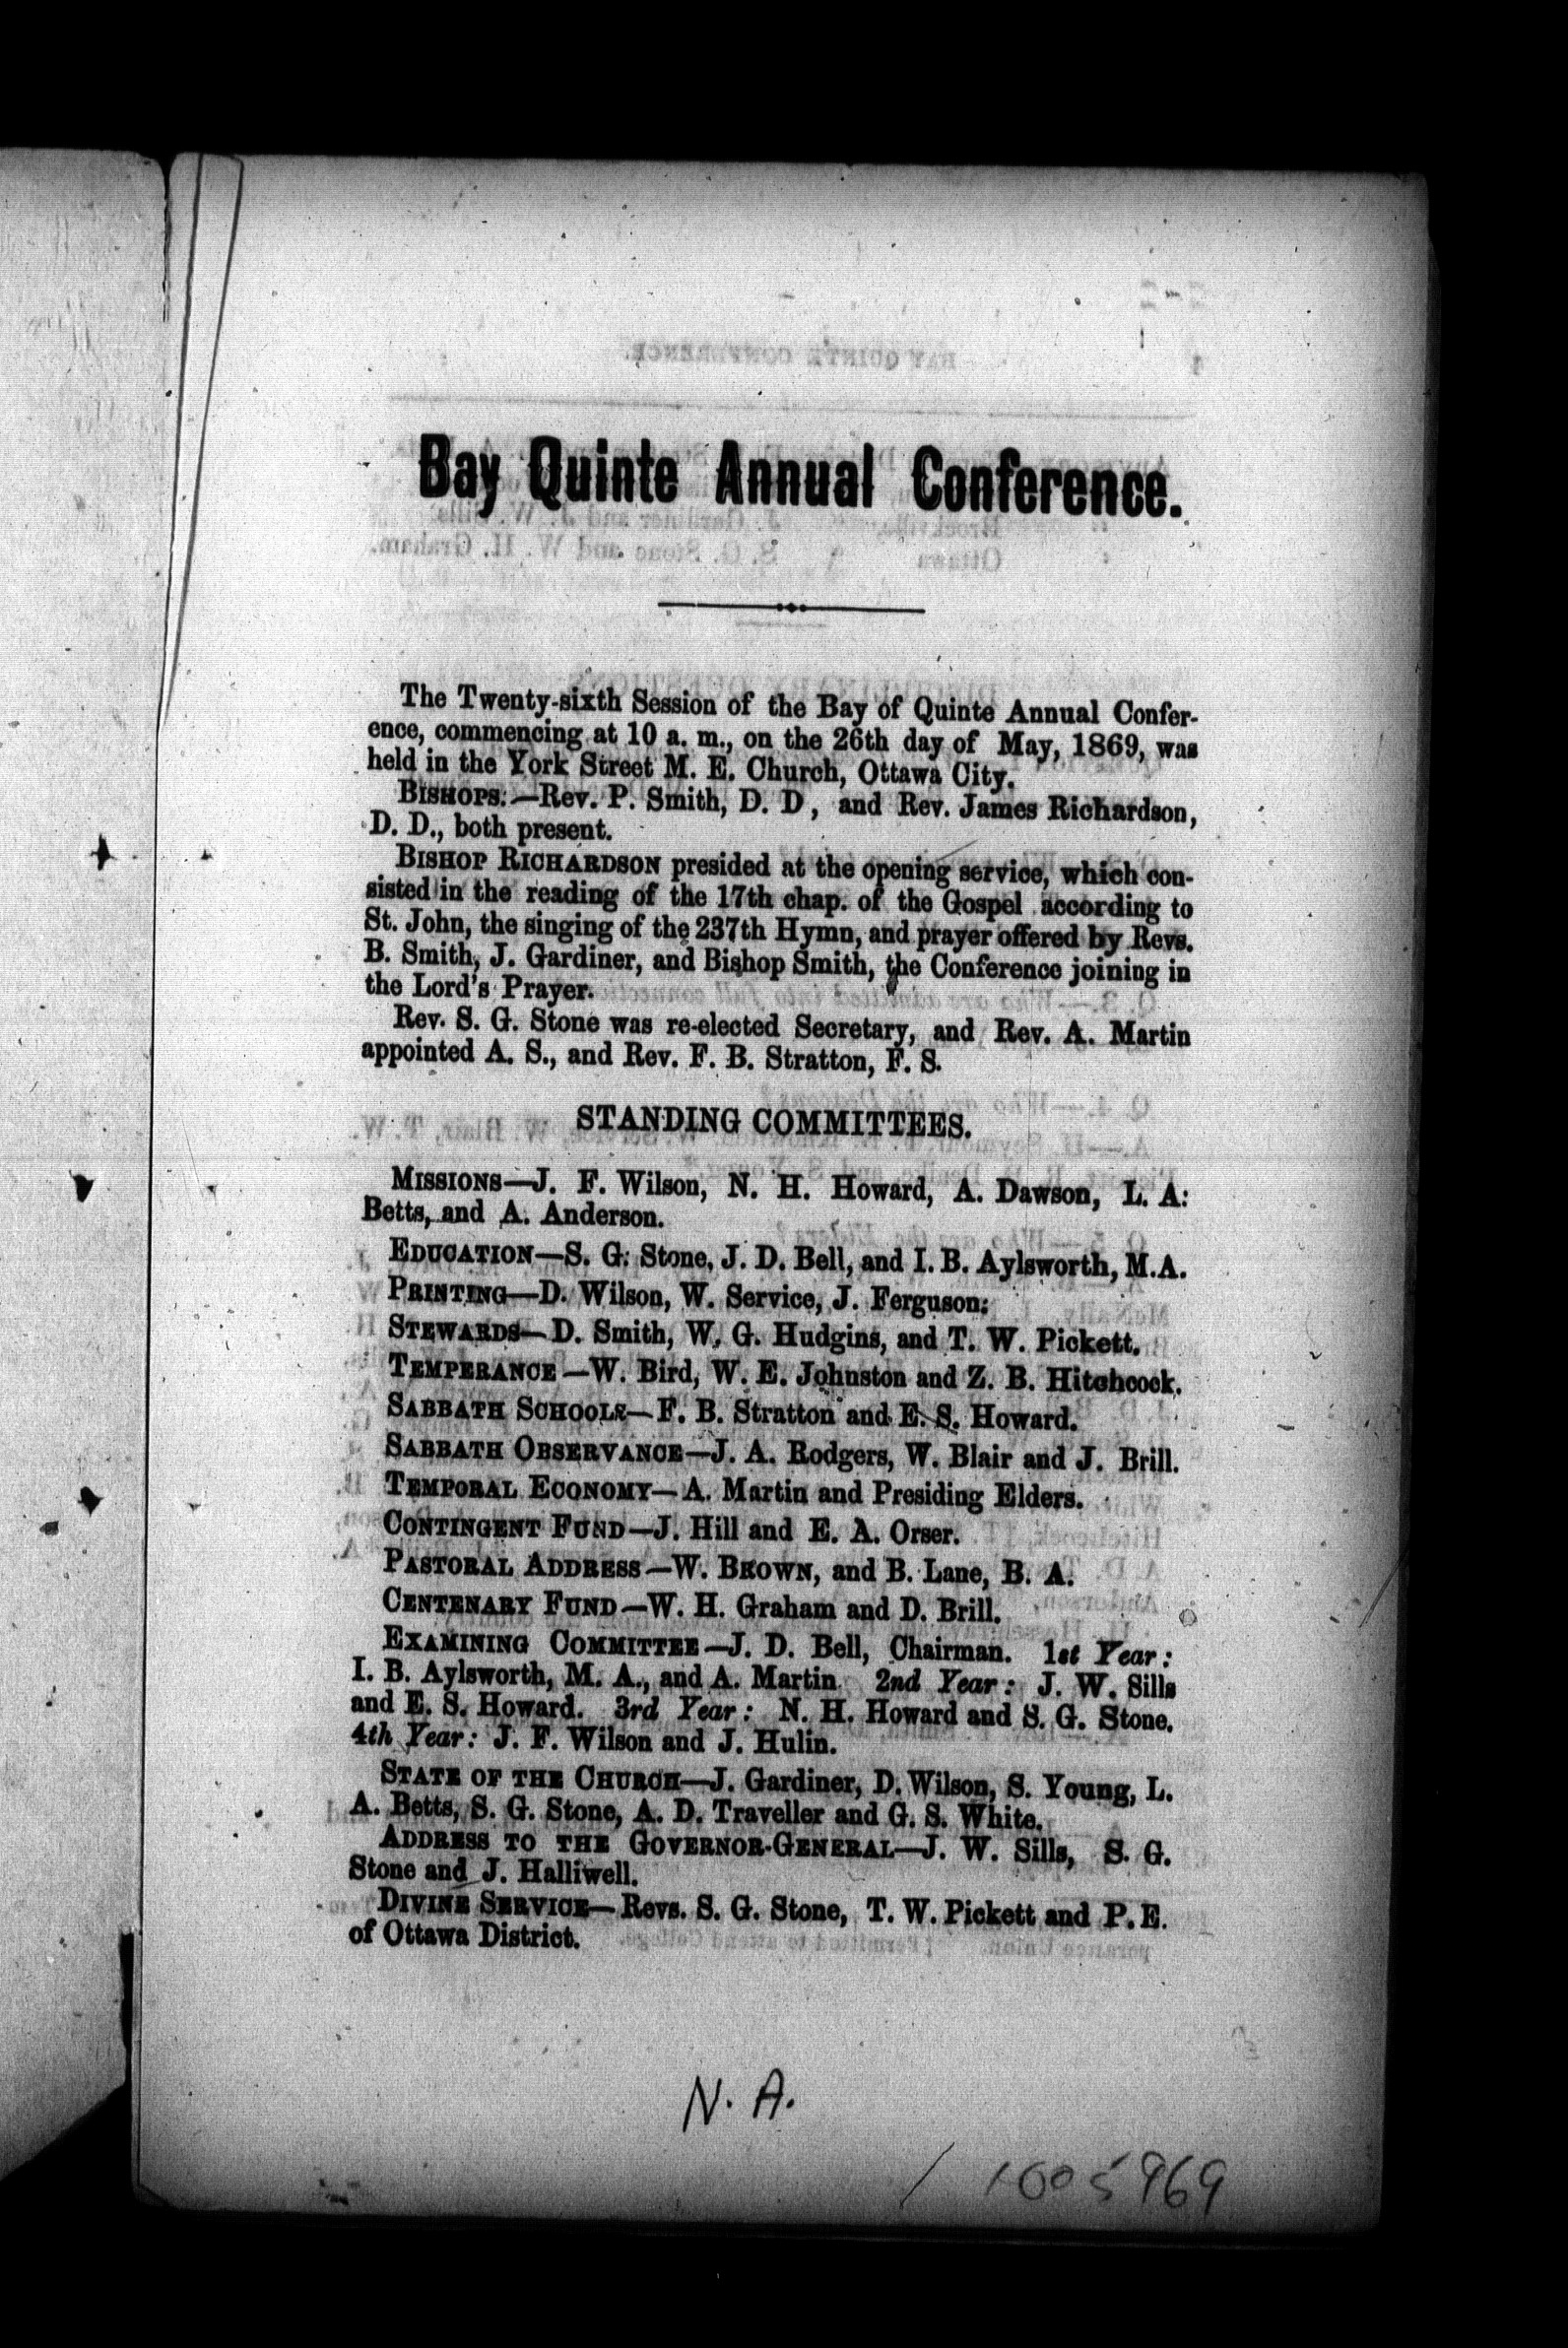 Bay Quinte Annual Conference.
The Twenty-sixth Session of the Bay of Quinte Annual Confer-
ence, commencing at 10 a. m., on the 26th day of May, 1869, was
held in the York Street M. E. Church, Ottawa City.
BISHOPS.—Rev. P. Smith, D. D, and Rev. James Richardson,
D. D., both present.
BISHOP RICHARDSON presided at the opening service, which con-
sisted in the reading of the 17th chap. of the Gospel according to
St. John, the singing of the 237th Hymn, and prayer offered by Revs.
B. Smith, J. Gardiner, and Bishop Smith, the Conference joining in
the Lord's Prayer.
Rev. S. G. Stone was re-elected Secretary, and Rev. A. Martin
appointed A. S., and Rev. F. B. Stratton, F. S.
STANDING COMMITTEES.
MISSIONS—J. F. Wilson, N. H. Howard, A. Dawson, L. A:
Betts, and A. Anderson.
EDUCATION—S. G. Stone, J. D. Bell, and I. B. Aylsworth, M.A.
PRINTING—D. Wilson, W. Service, J. Ferguson:
STEWARDS—D. Smith, W. G. Hudgins, and T. W. Pickett.
TEMPERANCE—W. Bird, W. E. Johnston and Z. B. Hitchcock.
SABBATH SCHOOLS—F. B. Stratton and E. S. Howard.
SABBATH OBSERVANCE—J. A. Rodgers, W. Blair and J. Brill.
TEMPORAL ECONOMY—A. Martin and Presiding Elders.
CONTINGENT FUND—J. Hill and E. A. Orser.
PASTORAL ADDRESS—W. BROWN, and B. Lane, B. A.
CENTENARY FUND—W. H. Graham and D. Brill.
EXAMINING COMMITTEE—J. D. Bell, Chairman. 1st Year:
I. B. Aylsworth, M. A., and A. Martin. 2nd Year: J. W. Sills
and E. S. Howard. 3rd Year: N. H. Howard and S. G. Stone.
4th Year: J. F. Wilson and J. Hulin.
STATE OF THE CHURCH—J. Gardiner, D. Wilson, S. Young, L.
A. Betts, S. G. Stone, A. D. Traveller and G. S. White.
ADDRESS TO THE GOVERNOR-GENERAL—J. W. Sills, S. G.
Stone and J. Halliwell.
DIVINE SERVICE—Revs. S. G. Stone, T. W. Pickett and P. E.
of Ottawa District.
N. A.
/ 1005969